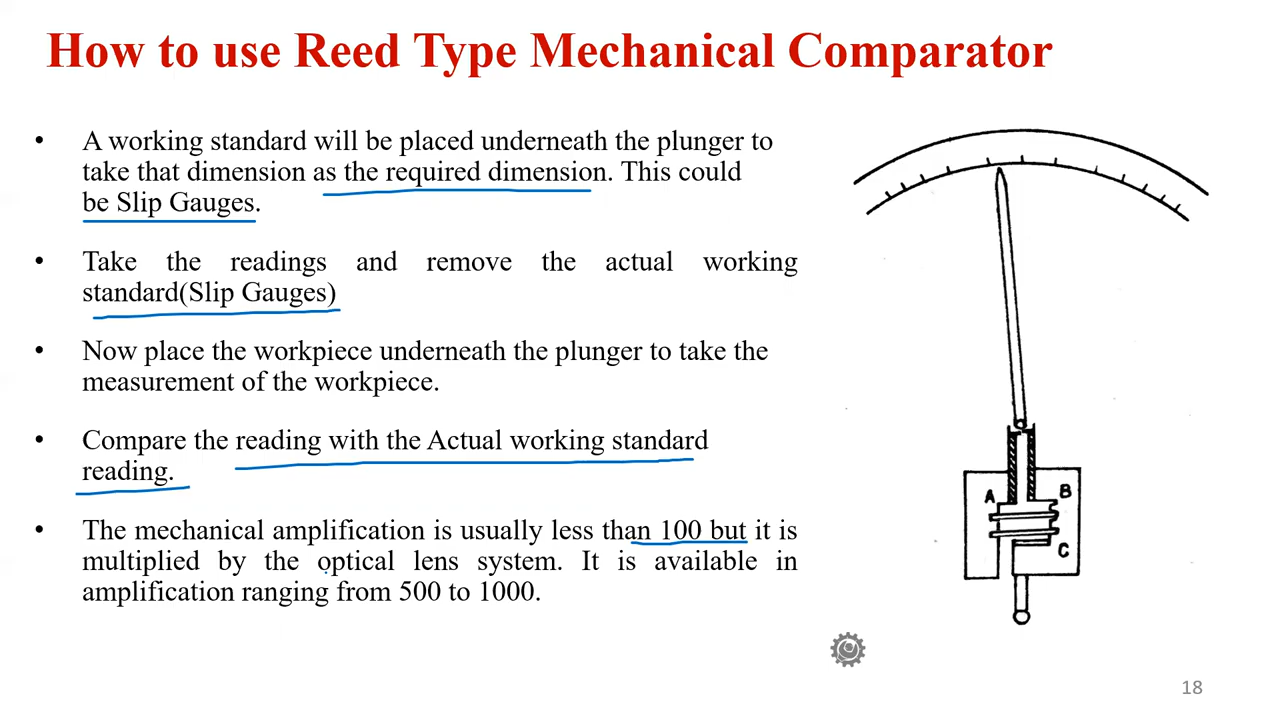 How to use Reed Type Mechanical Comparator
• A working standard will be placed underneath the plunger to
take that dimension as the required dimension. This could
be Slip Gauges.
• Take the readings and remove the actual working
standard(Slip Gauges)
• Now place the workpiece underneath the plunger to take the
measurement of the workpiece.
• Compare the reading with the Actual working standard
reading.
• The mechanical amplification is usually less than 100 but it is
multiplied by the optical lens system. It is available in
amplification ranging from 500 to 1000.
A
B
C
18